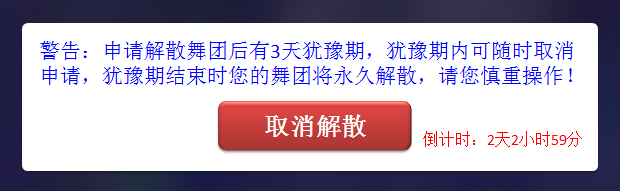 警告：申请解散舞团后有3天犹豫期，犹豫期内可随时取消
申请，犹豫期结束时您的舞团将永久解散，请您慎重操作！
取消解散
倒计时：2天2小时59分